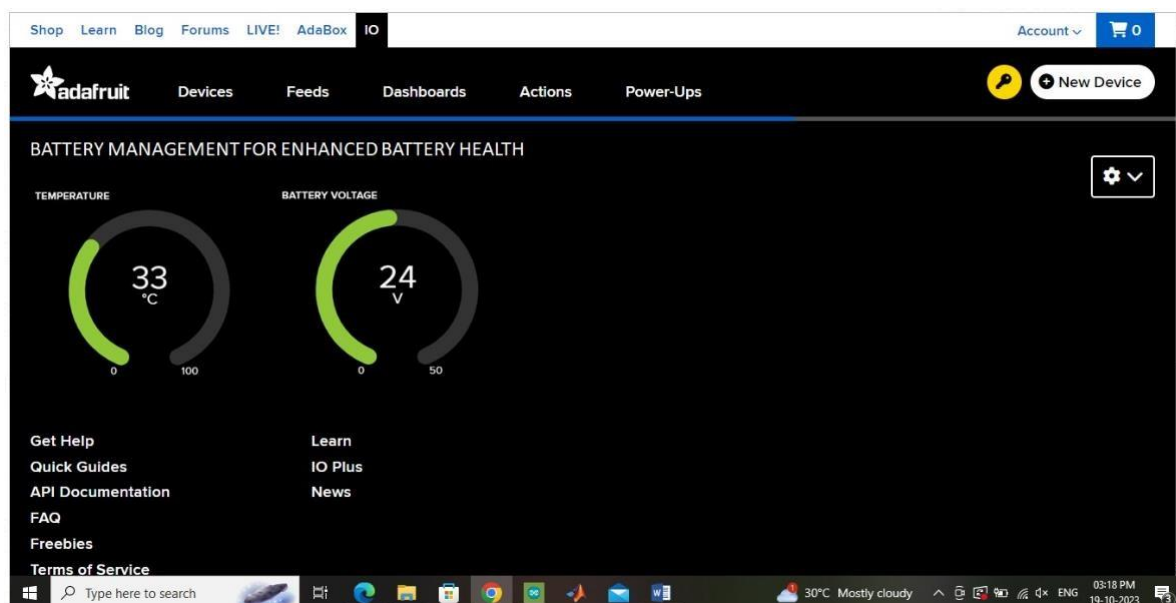 Shop Learn Blog Forums LIVE! AdaBox IO Account 0
adafruit Devices Feeds Dashboards Actions Power-Ups New Device
BATTERY MANAGEMENT FOR ENHANCED BATTERY HEALTH
TEMPERATURE BATTERY VOLTAGE
33 24
°C V
0 100 0 50
Get Help Learn
Quick Guides IO Plus
API Documentation News
FAQ
Freebies
Terms of Service
Type here to search 30°C Mostly cloudy ENG 03:18 PM
19-10-2023